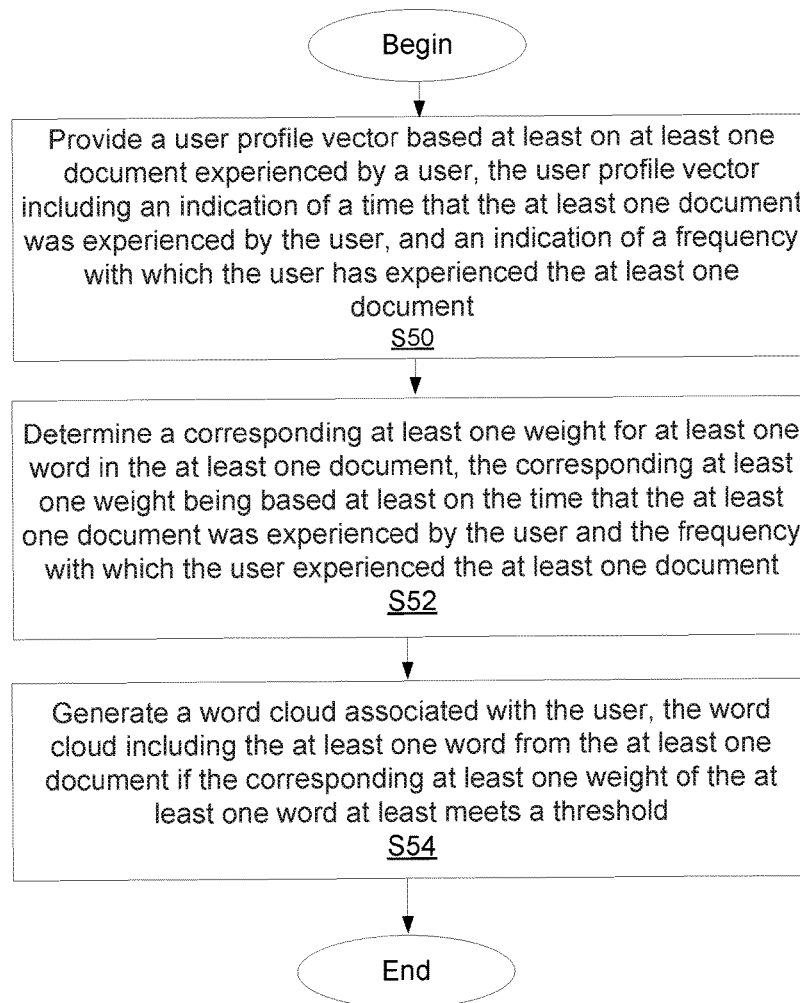 Begin
Provide a user profile vector based at least on at least one
document experienced by a user, the user profile vector
including an indication of a time that the at least one document
was experienced by the user, and an indication of a frequency
with which the user has experienced the at least one
document
S50
Determine a corresponding at least one weight for at least one
word in the at least one document, the corresponding at least
one weight being based at least on the time that the at least
one document was experienced by the user and the frequency
with which the user experienced the at least one document
S52
Generate a word cloud associated with the user, the word
cloud including the at least one word from the at least one
document if the corresponding at least one weight of the at
least one word at least meets a threshold
S54
End